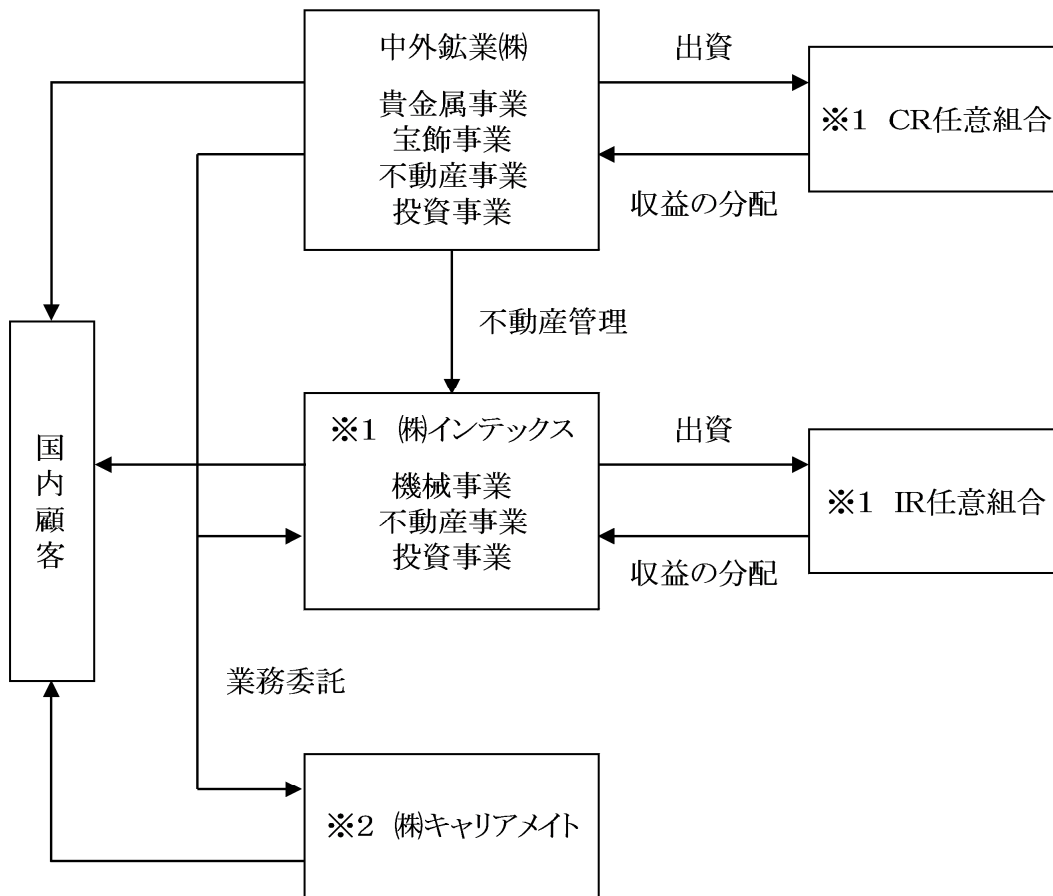 中外鉱業㈱
貴金属事業
宝飾事業
不動産事業
投資事業
出資
※1 CR任意組合
収益の分配
不動産管理
国内顧客
※1 ㈱インテックス
機械事業
不動産事業
投資事業
出資
※1 IR任意組合
収益の分配
業務委託
※2 ㈱キャリアメイト